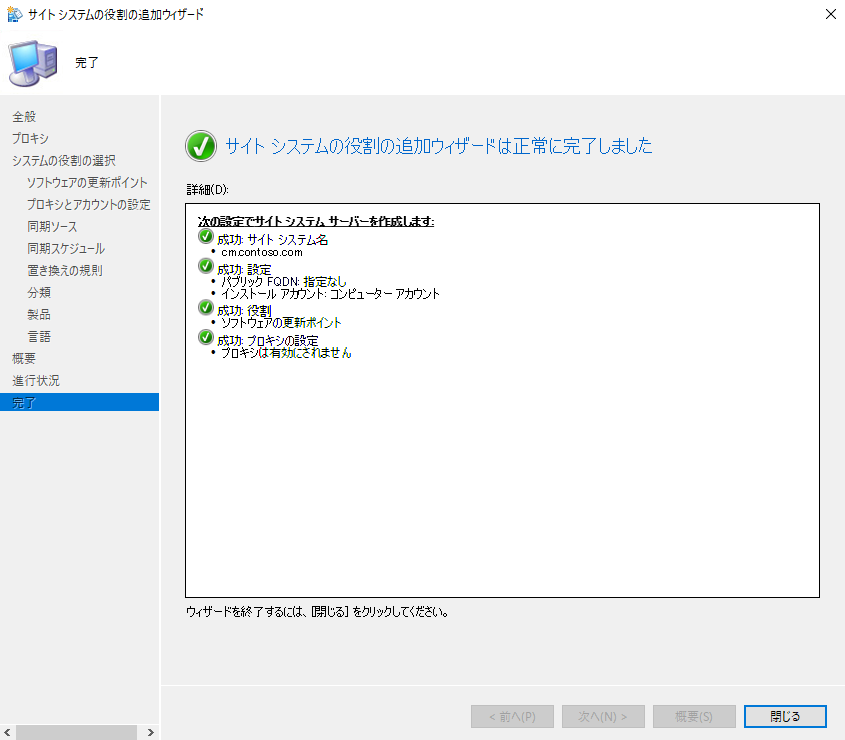 サイト システムの役割の追加ウィザード
完了
全般
プロキシ
システムの役割の選択
ソフトウェアの更新ポイント
プロキシとアカウントの設定
同期ソース
同期スケジュール
置き換えの規則
分類
製品
言語
概要
進行状況
完了
サイト システムの役割の追加ウィザードは正常に完了しました
詳細(D):
次の設定でサイト システム サーバーを作成します:
成功: サイト システム名
• cm.contoso.com
成功: 設定
• パブリック FQDN: 指定なし
• インストール アカウント: コンピューター アカウント
成功: 役割
• ソフトウェアの更新ポイント
成功: プロキシの設定
• プロキシは有効にされません
ウィザードを終了するには、[閉じる] をクリックしてください。
< 前へ(P)
次へ(N) >
概要(S)
閉じる